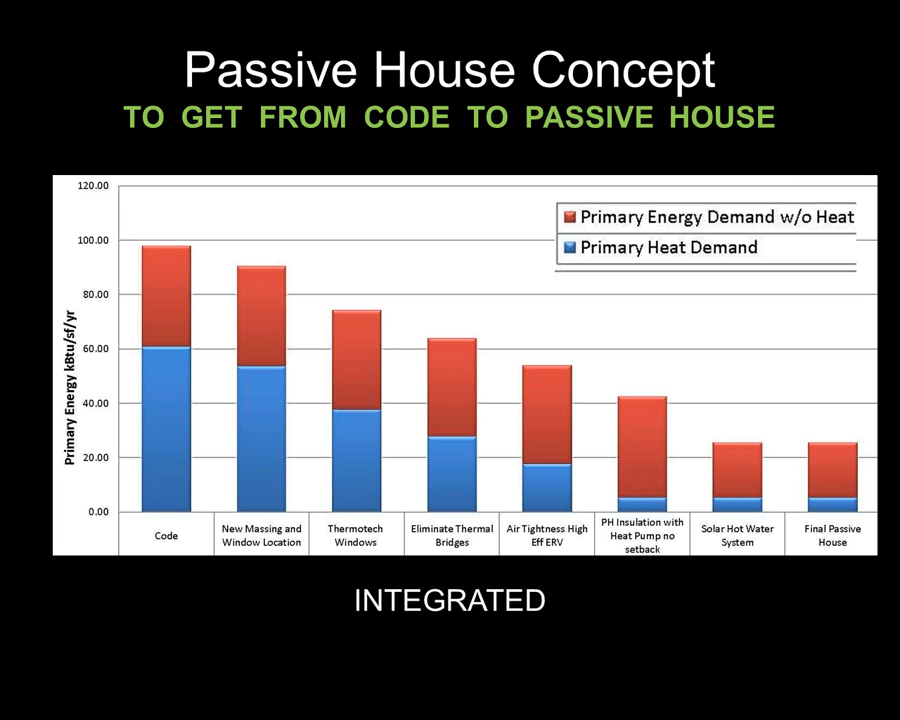 Passive House Concept
TO GET FROM CODE TO PASSIVE HOUSE
120.00
100.00
80.00
60.00
40.00
20.00
0.00
Primary Energy kBtu/sf/yr
Primary Energy Demand w/o Heat
Primary Heat Demand
Code
New Massing and
Window Location
Thermotech
Windows
Eliminate Thermal
Bridges
Air Tightness High
Eff ERV
PH Insulation with
Heat Pump no
setback
Solar Hot Water
System
Final Passive
House
INTEGRATED